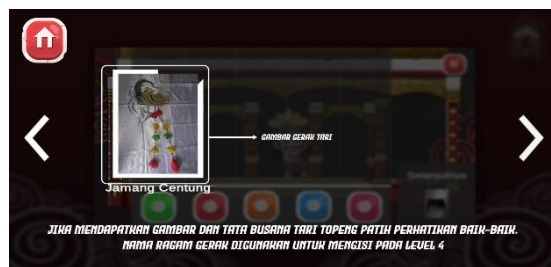 GAMBAR GERAK TARI
Jamang Centung
Selanjutnya
JIKA MENDAPATKAN GAMBAR DAN TATA BUSANA TARI TOPENG PATIH PERHATIKAN BAIK-BAIK.
NAMA RAGAM GERAK DIGUNAKAN UNTUK MENGISI PADA LEVEL 4